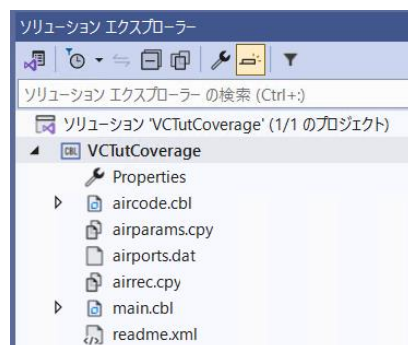 ソリューション エクスプローラー
ソリューション エクスプローラー の検索 (Ctrl+:)
ソリューション 'VCTutCoverage' (1/1 のプロジェクト)
CBL VCTutCoverage
Properties
aircode.cbl
airparams.cpy
airports.dat
airrec.cpy
main.cbl
readme.xml